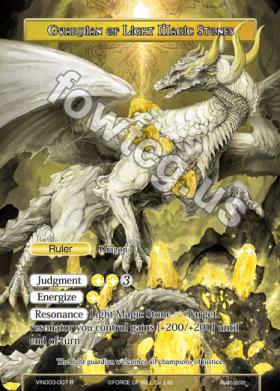 Guardian of Light Magic Stones
fowtcg.us
Ruler Dragon
Judgment 3
Energize
Resonance Light Magic Stone - Target
resonator you control gains [+200/+200] until
end of turn
The light guardian welcomes all champions of justice.
VIN003-007 R ©FORCE OF WILL Co.,Ltd.